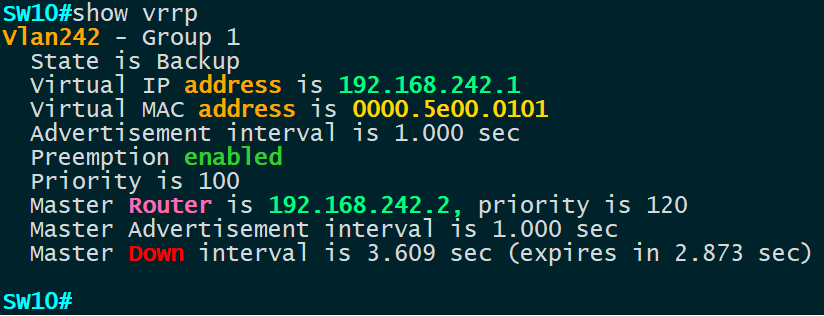 SW10#show vrrp
Vlan242 - Group 1
State is Backup
Virtual IP address is 192.168.242.1
Virtual MAC address is 0000.5e00.0101
Advertisement interval is 1.000 sec
Preemption enabled
Priority is 100
Master Router is 192.168.242.2, priority is 120
Master Advertisement interval is 1.000 sec
Master Down interval is 3.609 sec (expires in 2.873 sec)
SW10#